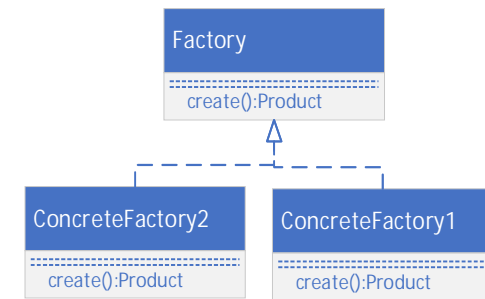 Factory
create():Product
ConcreteFactory2
create():Product
ConcreteFactory1
create():Product